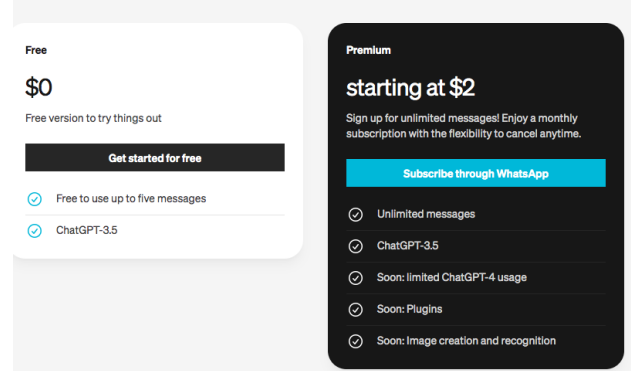 Free
$0
Free version to try things out
Get started for free
Free to use up to five messages
ChatGPT-3.5
Premium
starting at $2
Sign up for unlimited messages! Enjoy a monthly
subscription with the flexibility to cancel anytime.
Subscribe through WhatsApp
Unlimited messages
ChatGPT-3.5
Soon: limited ChatGPT-4 usage
Soon: Plugins
Soon: Image creation and recognition